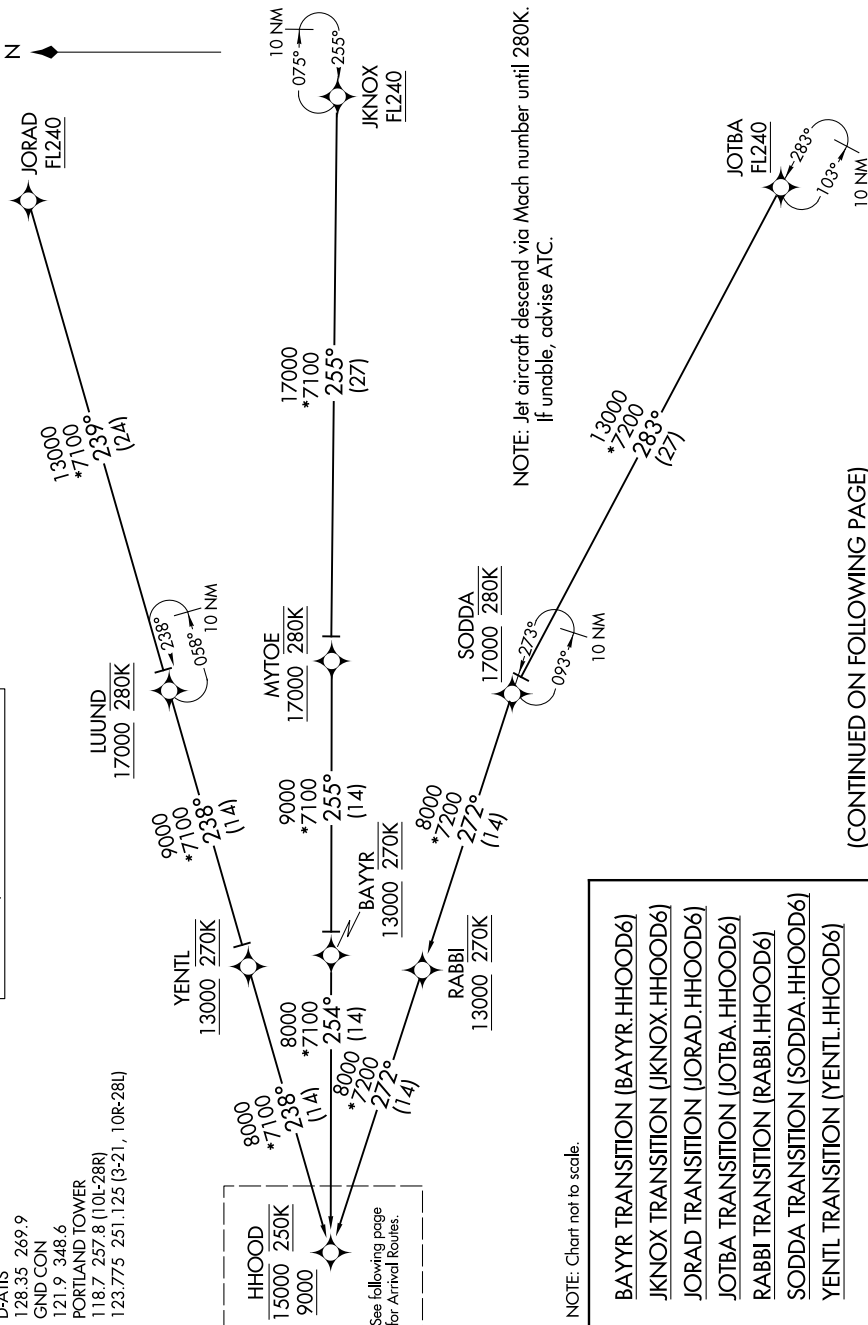 D-ATIS
128.35 269.9
GND CON
121.9 348.6
PORTLAND TOWER
118.7 257.8 (10L-28R)
123.775 251.125 (3-21, 10R-28L)
N
JORAD
FL240
13000
*7100
239°
(24)
LUUND
17000 280K
238°
058°
10 NM
9000
*7100
238°
(14)
YENTL
13000 270K
8000
*7100
238°
(14)
10 NM
075°
255°
JKNOX
FL240
17000
*7100
255°
(27)
MYTOE
17000 280K
9000
*7100
255°
(14)
BAYYR
13000 270K
8000
*7100
254°
(14)
HHOOD
15000 250K
9000
See following page
for Arrival Routes.
NOTE: Jet aircraft descend via Mach number until 280K.
If unable, advise ATC.
JOTBA
FL240
283°
103°
10 NM
13000
*7200
283°
(27)
SODDA
17000 280K
273°
093°
10 NM
8000
*7200
272°
(14)
RABBI
13000 270K
8000
*7200
272°
(14)
NOTE: Chart not to scale.
BAYYR TRANSITION (BAYYR.HHOOD6)
JKNOX TRANSITION (JKNOX.HHOOD6)
JORAD TRANSITION (JORAD.HHOOD6)
JOTBA TRANSITION (JOTBA.HHOOD6)
RABBI TRANSITION (RABBI.HHOOD6)
SODDA TRANSITION (SODDA.HHOOD6)
YENTL TRANSITION (YENTL.HHOOD6)
(CONTINUED ON FOLLOWING PAGE)